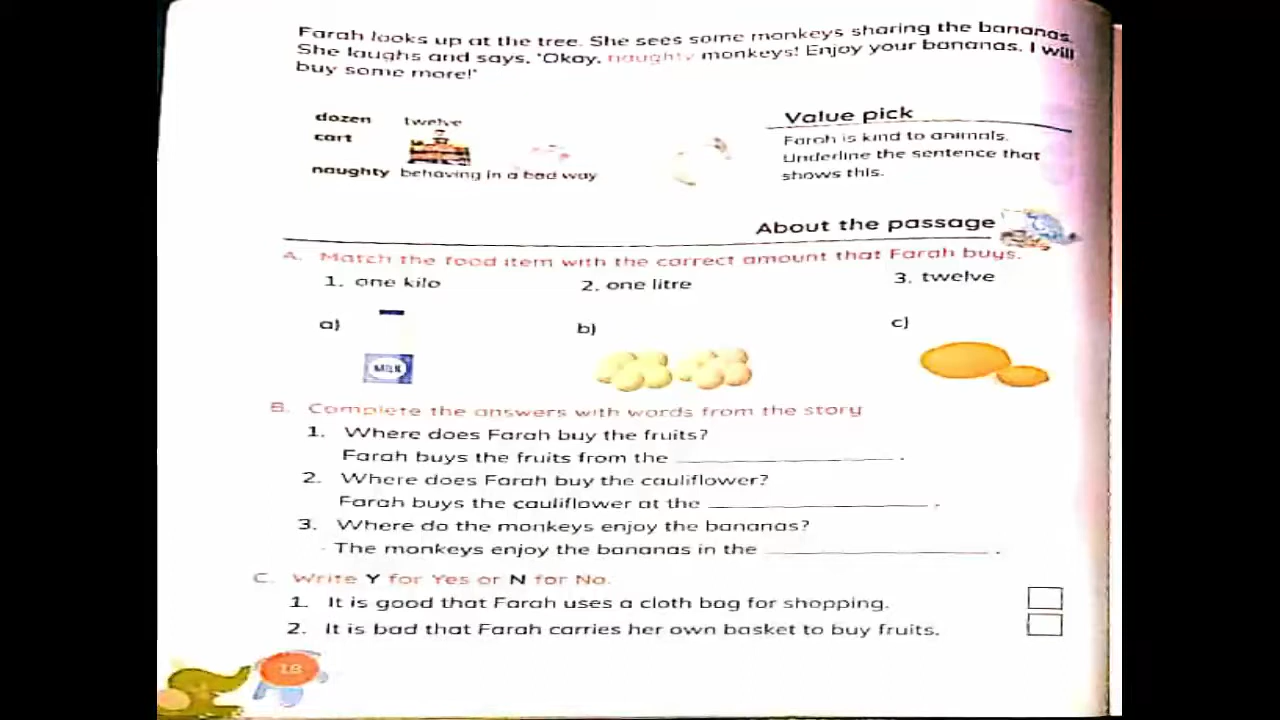 Farah looks up at the tree. She sees some monkeys sharing the bananas.
She laughs and says, 'Okay, naughty monkeys! Enjoy your bananas. I will
buy some more!'
dozen twelve
cart
naughty behaving in a bad way
Value pick
Farah is kind to animals.
Underline the sentence that
shows this.
About the passage
A. Match the food item with the correct amount that Farah buys.
1. one kilo 2. one litre 3. twelve
a) b) c)
MILK
B. Complete the answers with words from the story
1. Where does Farah buy the fruits?
Farah buys the fruits from the ____________________ .
2. Where does Farah buy the cauliflower?
Farah buys the cauliflower at the ____________________ .
3. Where do the monkeys enjoy the bananas?
The monkeys enjoy the bananas in the ____________________ .
C. Write Y for Yes or N for No.
1. It is good that Farah uses a cloth bag for shopping.
2. It is bad that Farah carries her own basket to buy fruits.
18